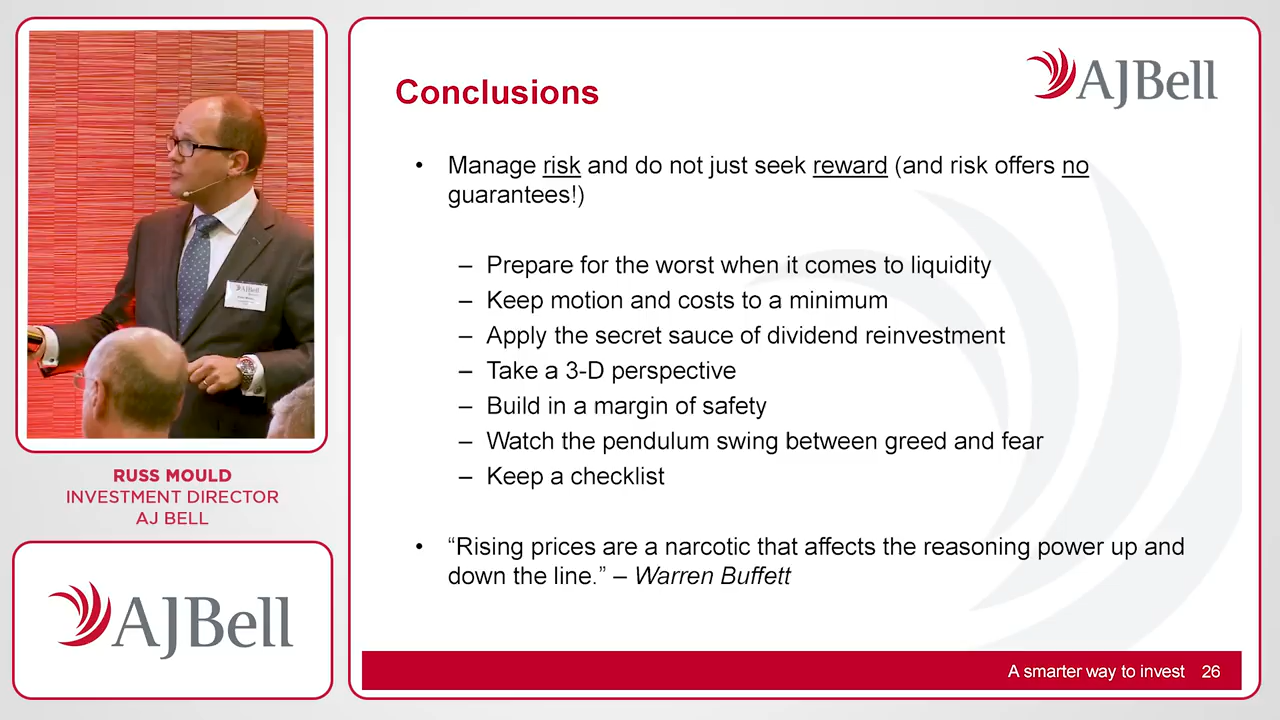 RUSS MOULD
INVESTMENT DIRECTOR
AJ BELL
AJBell
Conclusions
AJBell
• Manage risk and do not just seek reward (and risk offers no
guarantees!)
– Prepare for the worst when it comes to liquidity
– Keep motion and costs to a minimum
– Apply the secret sauce of dividend reinvestment
– Take a 3-D perspective
– Build in a margin of safety
– Watch the pendulum swing between greed and fear
– Keep a checklist
• “Rising prices are a narcotic that affects the reasoning power up and
down the line.” – Warren Buffett
A smarter way to invest 26